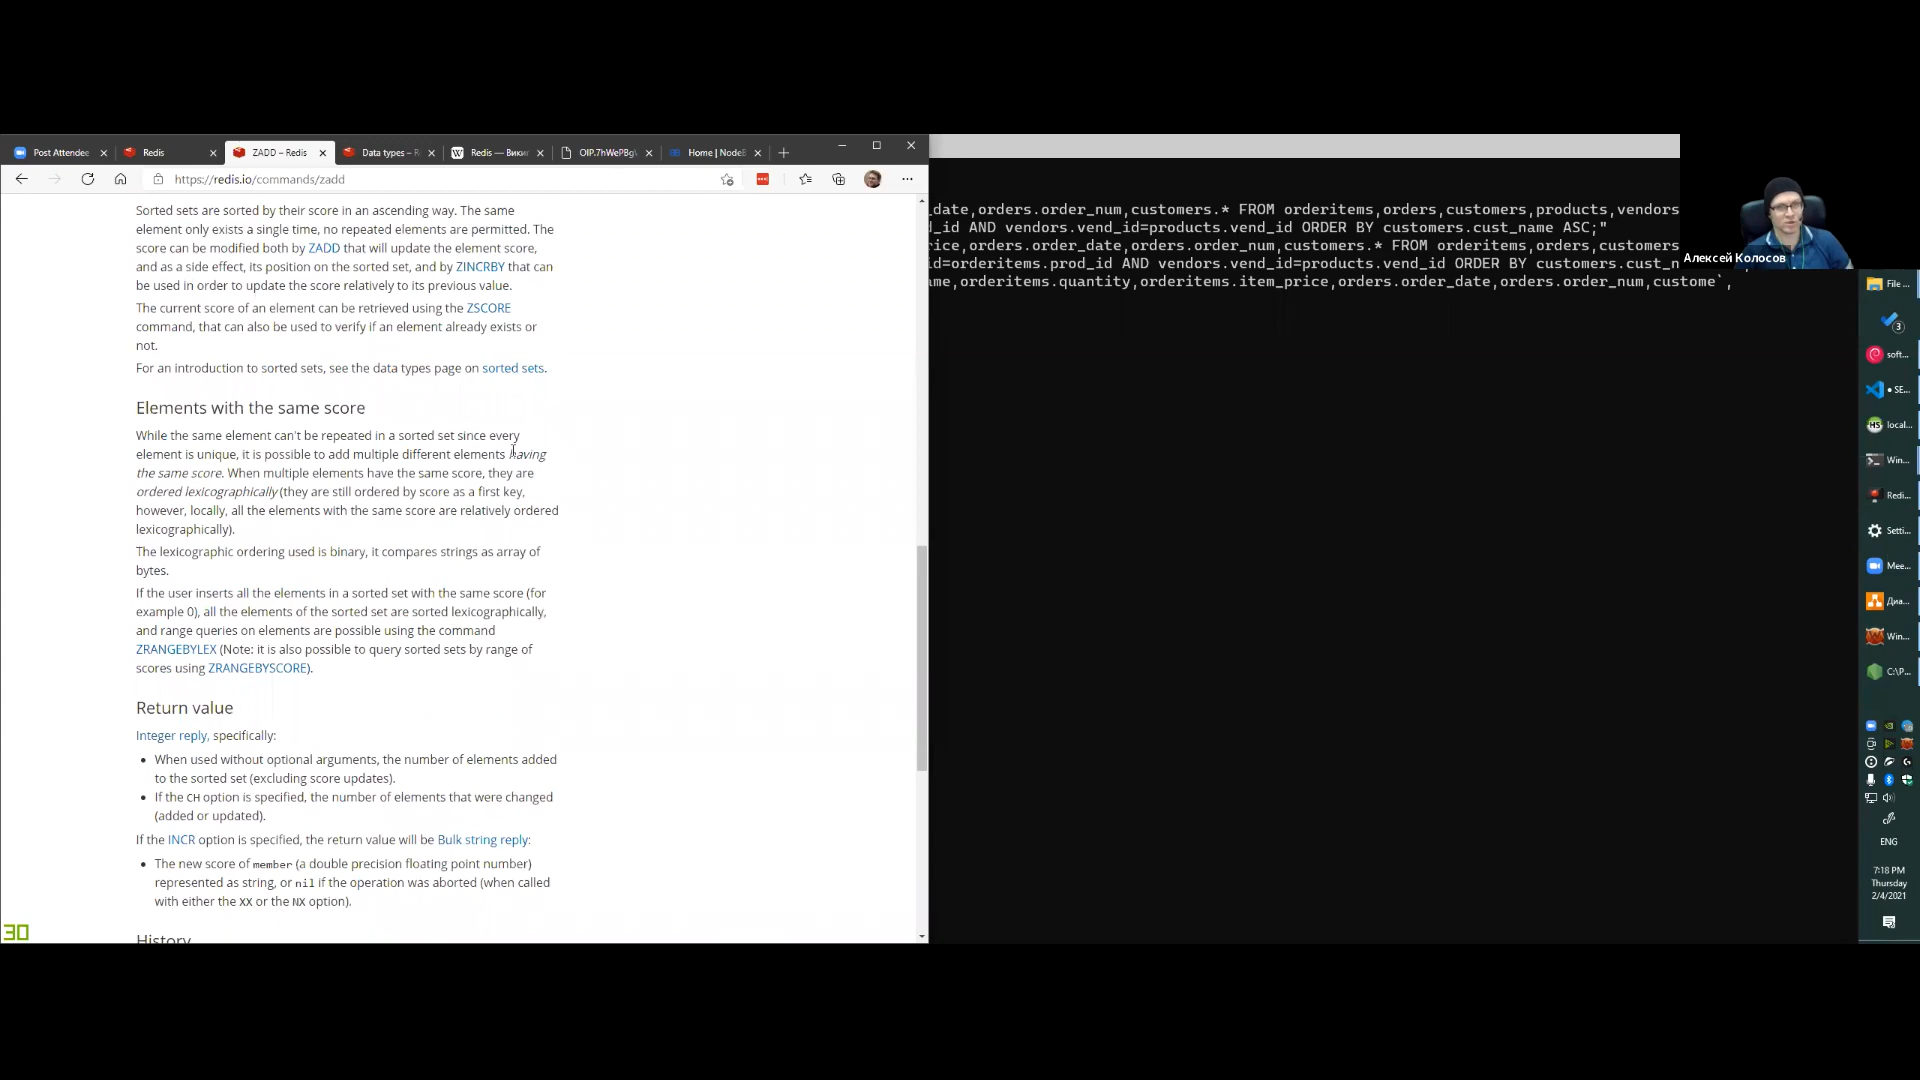 Post Attendee
Redis
ZADD – Redis
Data types – R
Redis — Вики
OIP.7hWePBg
Home | NodeB
https://redis.io/commands/zadd
Sorted sets are sorted by their score in an ascending way. The same
element only exists a single time, no repeated elements are permitted. The
score can be modified both by ZADD that will update the element score,
and as a side effect, its position on the sorted set, and by ZINCRBY that can
be used in order to update the score relatively to its previous value.
The current score of an element can be retrieved using the ZSCORE
command, that can also be used to verify if an element already exists or
not.
For an introduction to sorted sets, see the data types page on sorted sets.
Elements with the same score
While the same element can't be repeated in a sorted set since every
element is unique, it is possible to add multiple different elements having
the same score. When multiple elements have the same score, they are
ordered lexicographically (they are still ordered by score as a first key,
however, locally, all the elements with the same score are relatively ordered
lexicographically).
The lexicographic ordering used is binary, it compares strings as array of
bytes.
If the user inserts all the elements in a sorted set with the same score (for
example 0), all the elements of the sorted set are sorted lexicographically,
and range queries on elements are possible using the command
ZRANGEBYLEX (Note: it is also possible to query sorted sets by range of
scores using ZRANGEBYSCORE).
Return value
Integer reply, specifically:
• When used without optional arguments, the number of elements added
to the sorted set (excluding score updates).
• If the CH option is specified, the number of elements that were changed
(added or updated).
If the INCR option is specified, the return value will be Bulk string reply:
• The new score of member (a double precision floating point number)
represented as string, or nil if the operation was aborted (when called
with either the XX or the NX option).
History
30
_date,orders.order_num,customers.* FROM orderitems,orders,customers,products,vendors
d_id AND vendors.vend_id=products.vend_id ORDER BY customers.cust_name ASC;"
rice,orders.order_date,orders.order_num,customers.* FROM orderitems,orders,customers
id=orderitems.prod_id AND vendors.vend_id=products.vend_id ORDER BY customers.cust_n
me,orderitems.quantity,orderitems.item_price,orders.order_date,orders.order_num,custome`,
Алексей Колосов
File ...
3
soft...
● SE...
HS
local...
Win...
Redi...
Setti...
Mee...
Диа...
Win...
C:\P...
ENG
7:18 PM
Thursday
2/4/2021